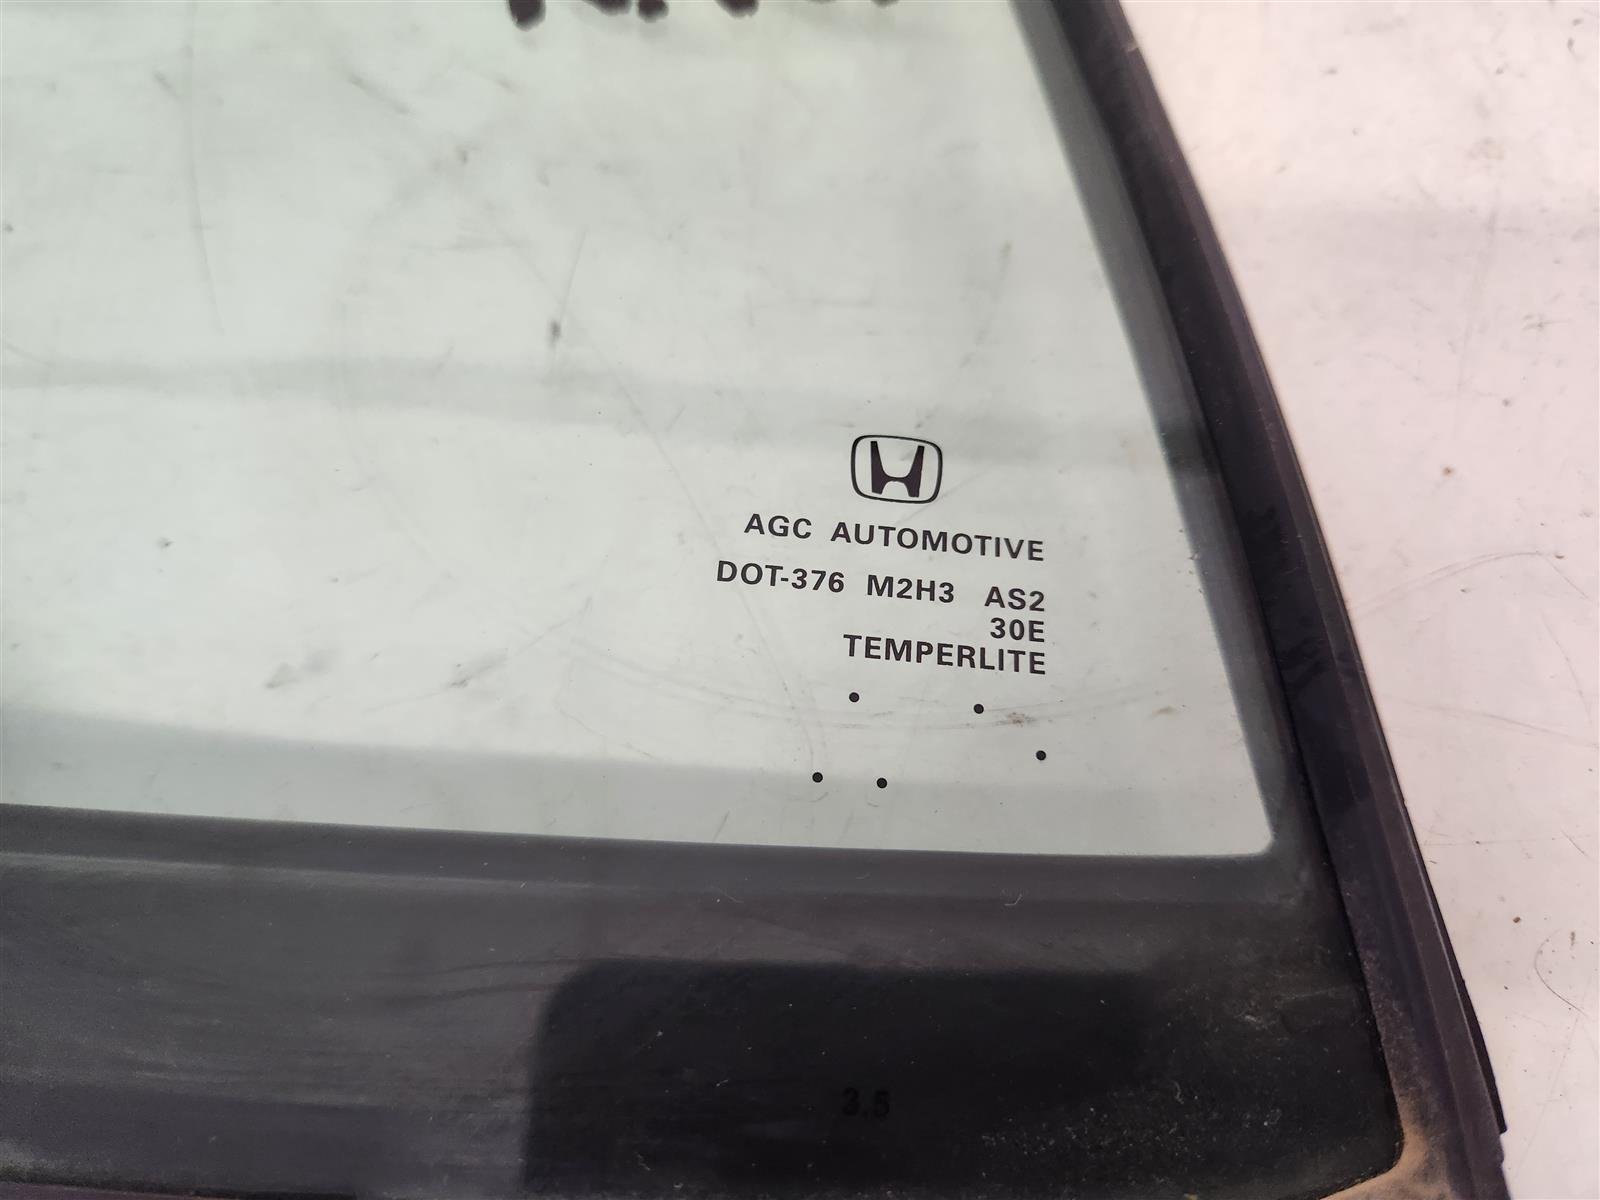 AGC AUTOMOTIVE
DOT-376 M2H3 AS2
30E
TEMPERLITE
3.5